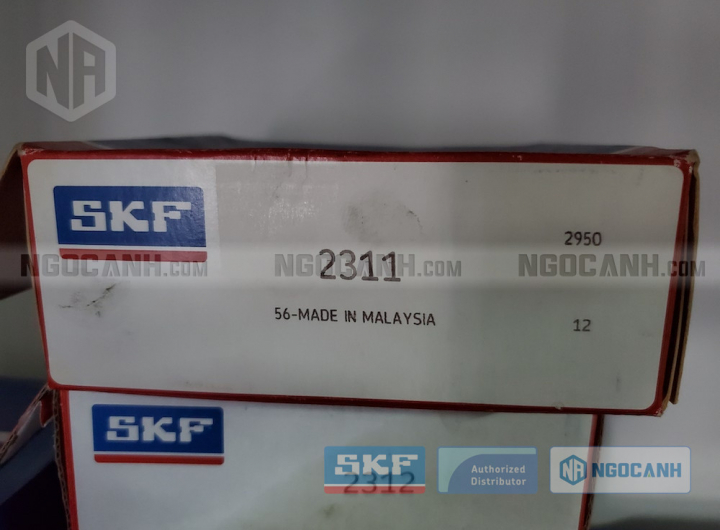 NA
SKF
2950
2311
NGOCANH.COM NGOCANH.COM NGOCANH.COM
56-MADE IN MALAYSIA
12
SKF
2312
SKF
Authorized
Distributor
NA NGOCANH